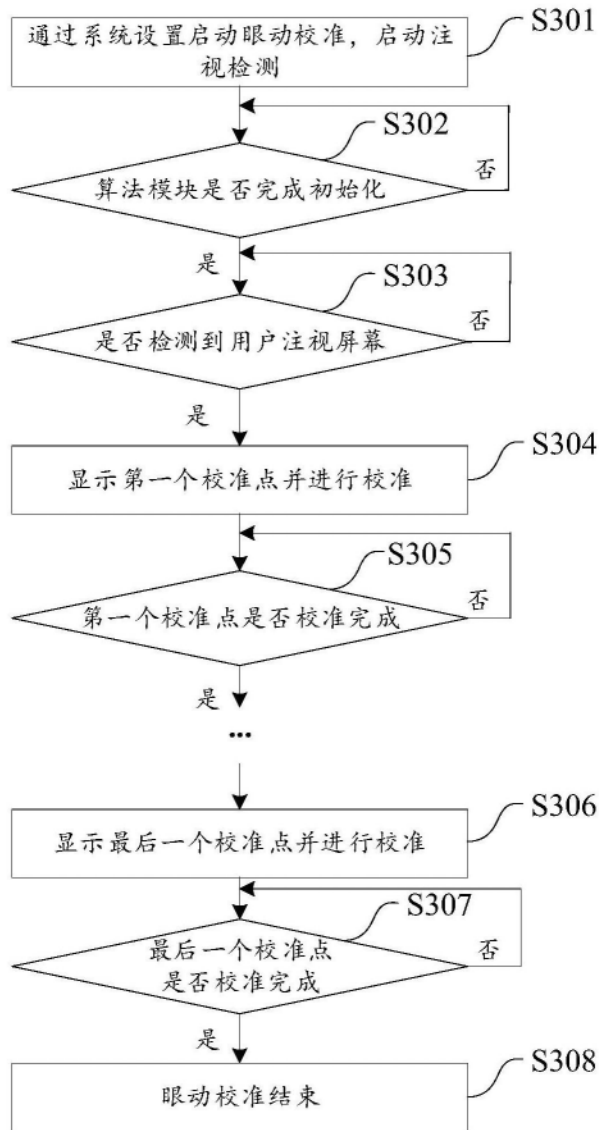 通过系统设置启动眼动校准，启动注
视检测
S301
S302
算法模块是否完成初始化
否
是
S303
是否检测到用户注视屏幕
否
是
S304
显示第一个校准点并进行校准
S305
第一个校准点是否校准完成
否
是
...
S306
显示最后一个校准点并进行校准
S307
最后一个校准点
是否校准完成
否
是
S308
眼动校准结束